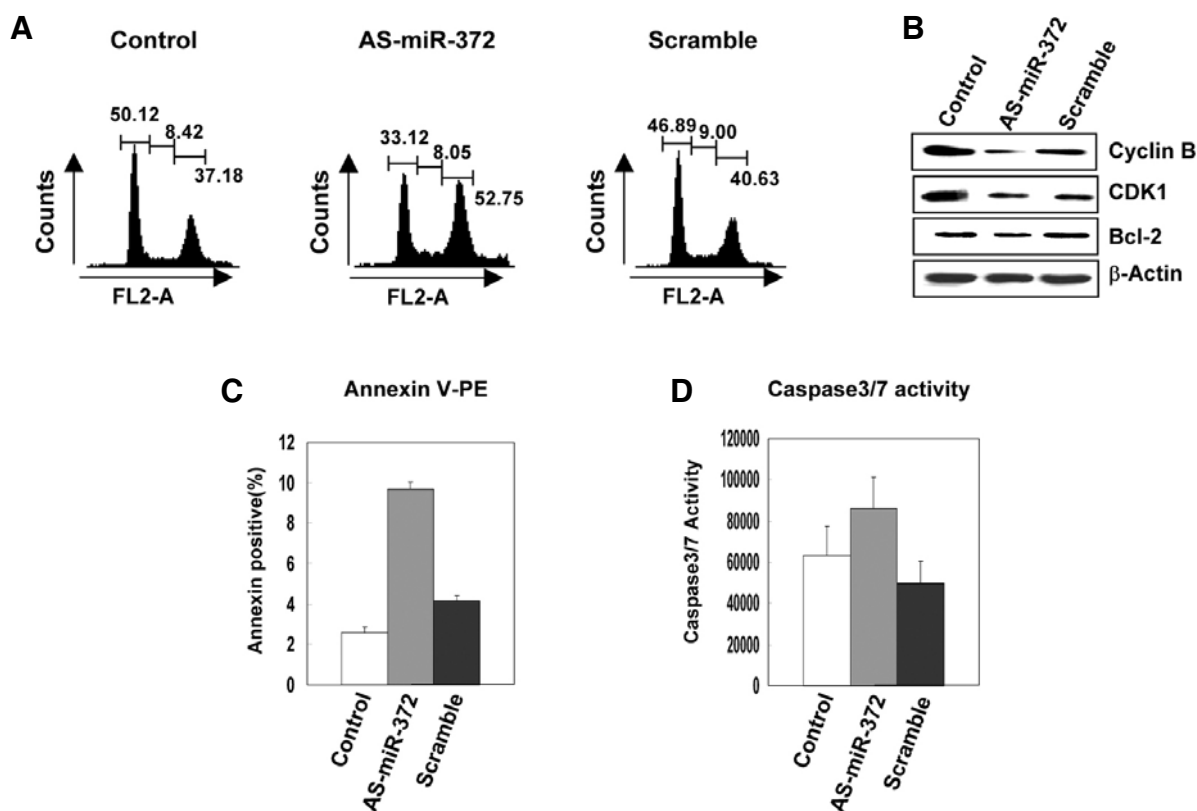 A
Control
AS-miR-372
Scramble
50.12
8.42
37.18
Counts
FL2-A
33.12
8.05
52.75
Counts
FL2-A
46.89
9.00
40.63
Counts
FL2-A
B
Control
AS-miR-372
Scramble
Cyclin B
CDK1
Bcl-2
β-Actin
C
Annexin V-PE
Annexin positive(%)
12
10
8
6
4
2
0
Control
AS-miR-372
Scramble
D
Caspase3/7 activity
Caspase3/7 Activity
120000
100000
80000
60000
40000
20000
0
Control
AS-miR-372
Scramble